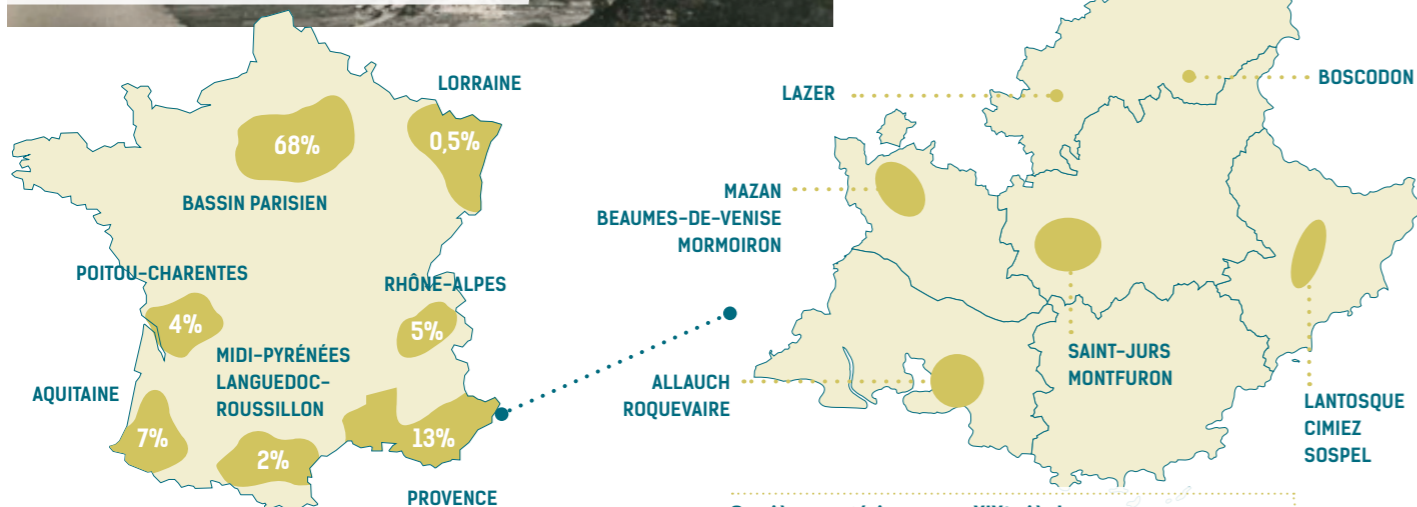 LORRAINE
0,5%
68%
BASSIN PARISIEN
POITOU-CHARENTES
4%
RHÔNE-ALPES
5%
MIDI-PYRÉNÉES
LANGUEDOC-
ROUSSILLON
AQUITAINE
7%
2%
13%
PROVENCE
LAZER
BOSCODON
MAZAN
BEAUMES-DE-VENISE
MORMOIRON
SAINT-JURS
MONTFURON
ALLAUCH
ROQUEVAIRE
LANTOSQUE
CIMIEZ
SOSPEL